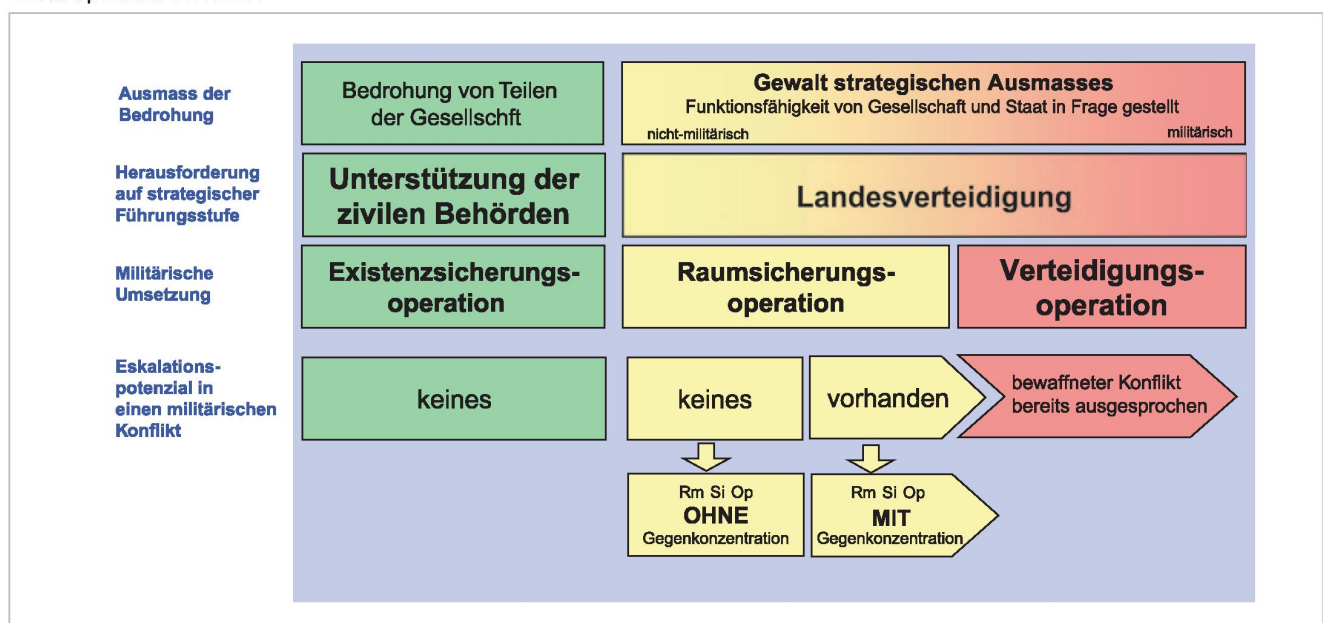 Ausmass der
Bedrohung
Bedrohung von Teilen
der Gesellschft
Gewalt strategischen Ausmasses
Funktionsfähigkeit von Gesellschaft und Staat in Frage gestellt
nicht-militärisch
militärisch
Herausforderung
auf strategischer
Führungsstufe
Unterstützung der
zivilen Behörden
Landesverteidigung
Militärische
Umsetzung
Existenzsicherungs-
operation
Raumsicherungs-
operation
Verteidigungs-
operation
Eskalations-
potenzial in
einen militärischen
Konflikt
keines
keines
vorhanden
bewaffneter Konflikt
bereits ausgesprochen
Rm Si Op
OHNE
Gegenkonzentration
Rm Si Op
MIT
Gegenkonzentration